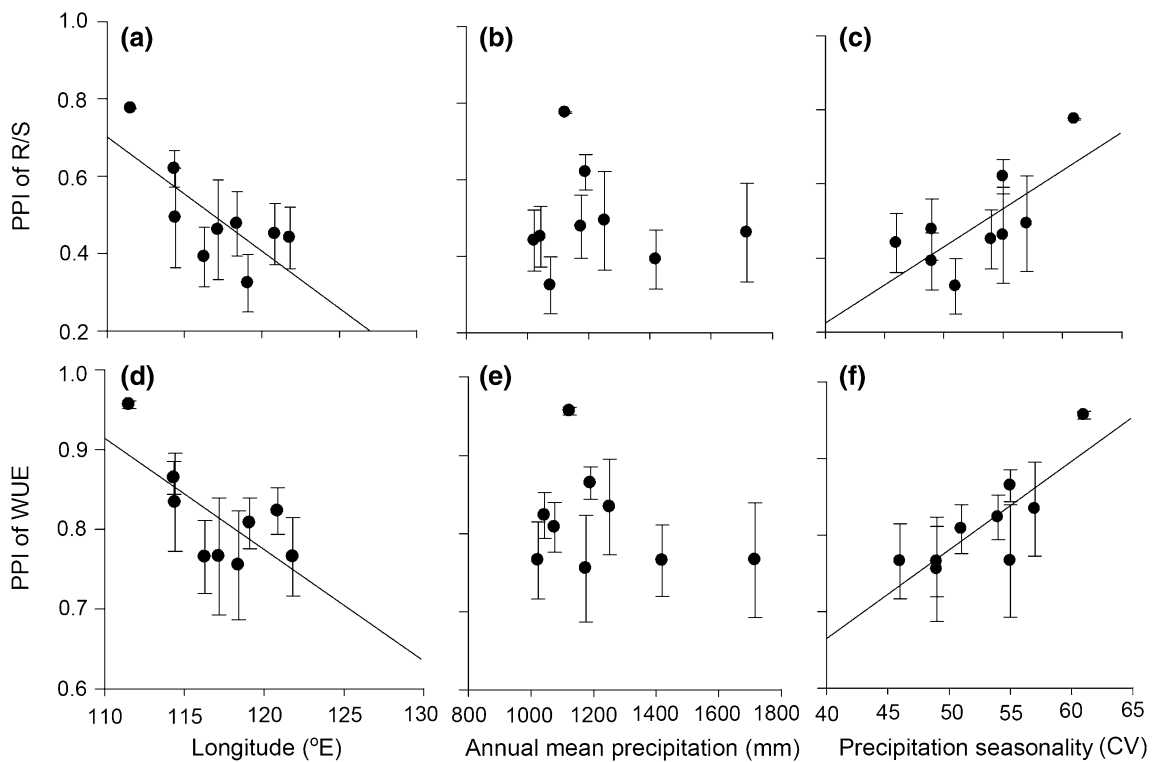 (a)
(b)
(c)
PPI of R/S
1.0
0.8
0.6
0.4
0.2
(d)
(e)
(f)
PPI of WUE
1.0
0.9
0.8
0.7
0.6
110 115 120 125 130
800 1000 1200 1400 1600 1800
40 45 50 55 60 65
Longitude (ºE)
Annual mean precipitation (mm)
Precipitation seasonality (CV)